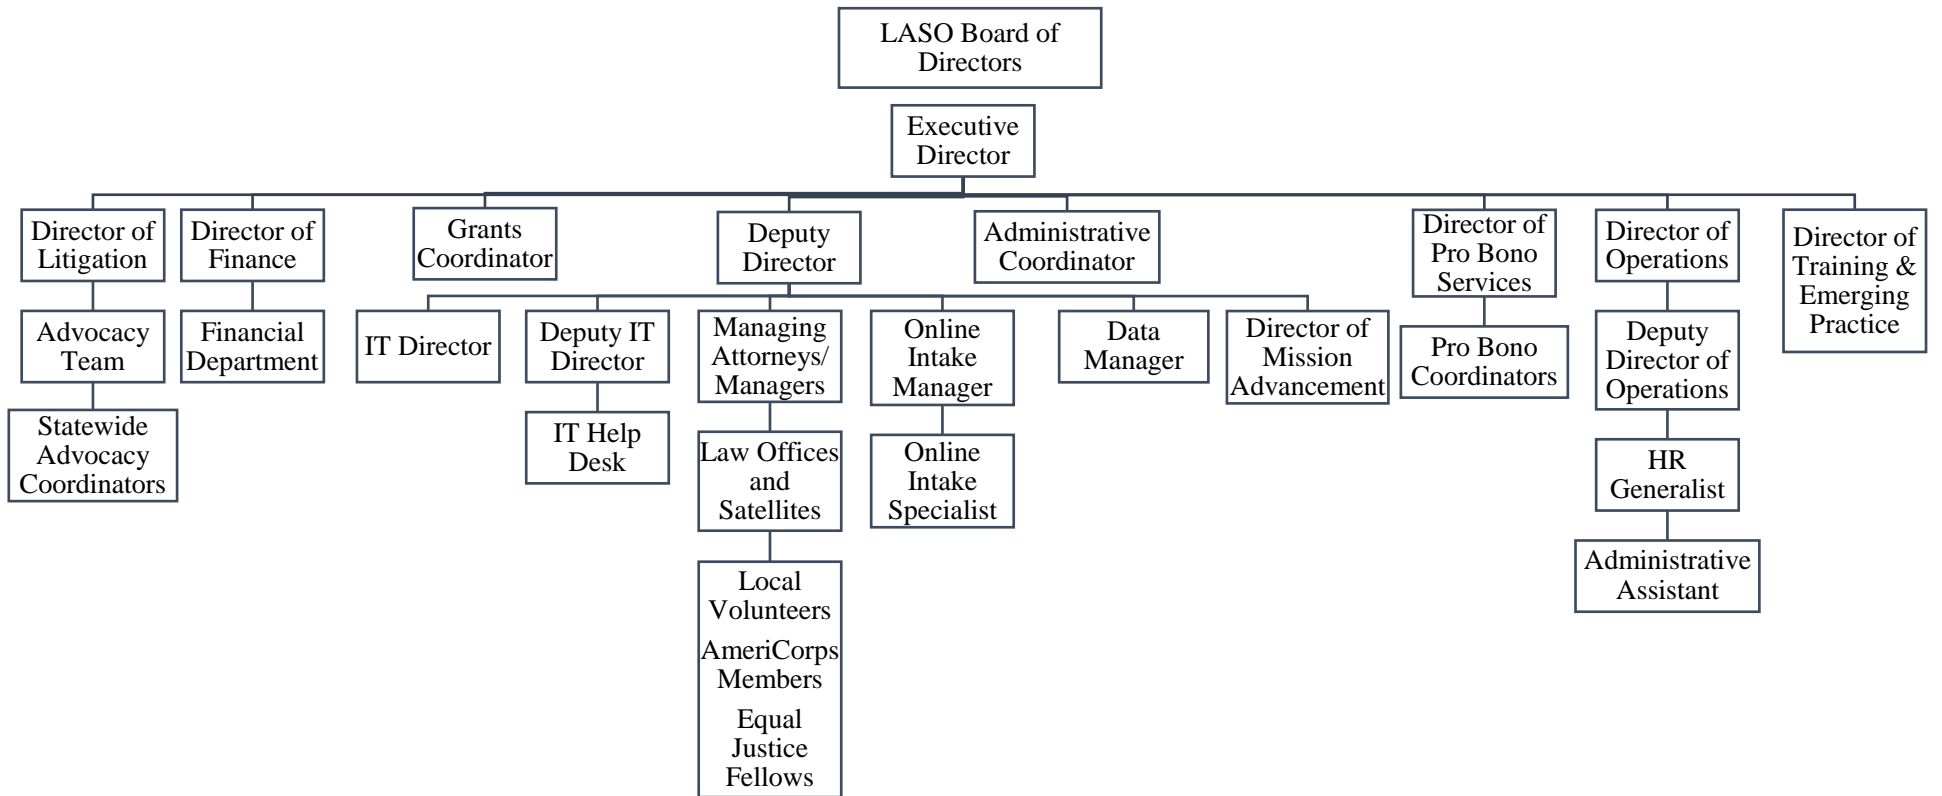 LASO Board of
Directors
Executive
Director
Director of
Litigation
Director of
Finance
Grants
Coordinator
Deputy
Director
Administrative
Coordinator
Director of
Pro Bono
Services
Director of
Operations
Director of
Training &
Emerging
Practice
Advocacy
Team
Financial
Department
IT Director
Deputy IT
Director
Managing
Attorneys/
Managers
Online
Intake
Manager
Data
Manager
Director of
Mission
Advancement
Pro Bono
Coordinators
Deputy
Director of
Operations
Statewide
Advocacy
Coordinators
IT Help
Desk
Law Offices
and
Satellites
Online
Intake
Specialist
HR
Generalist
Local
Volunteers
AmeriCorps
Members
Equal
Justice
Fellows
Administrative
Assistant